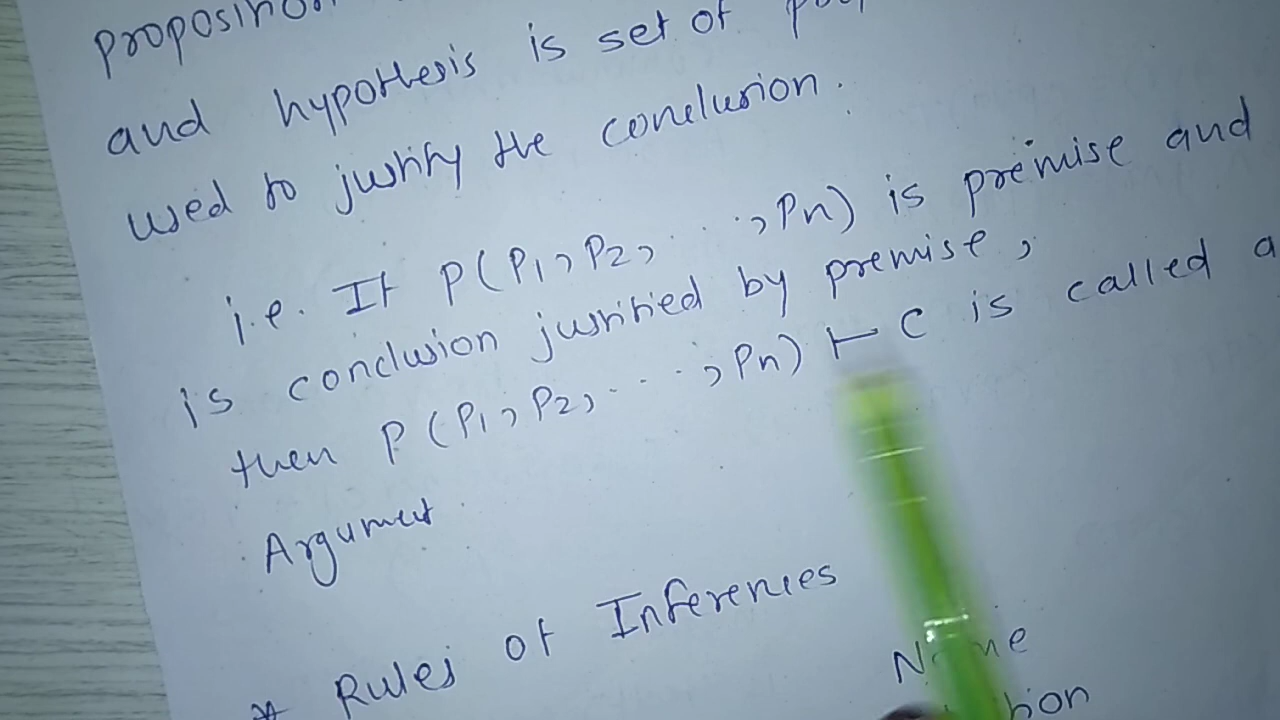 proposition
and hypothesis is set of
used to justify the conclusion.
i.e. If P(P1, P2, ..., Pn) is premise and
is conclusion justified by premise,
then P(P1, P2, ..., Pn) ⊢ C is called a
Argument
* Rules of Inferences